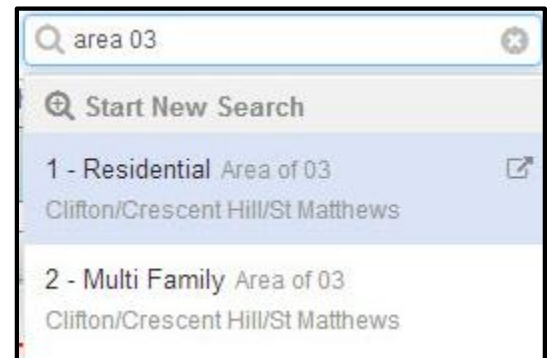 area 03
Start New Search
1 - Residential Area of 03
Clifton/Crescent Hill/St Matthews
2 - Multi Family Area of 03
Clifton/Crescent Hill/St Matthews